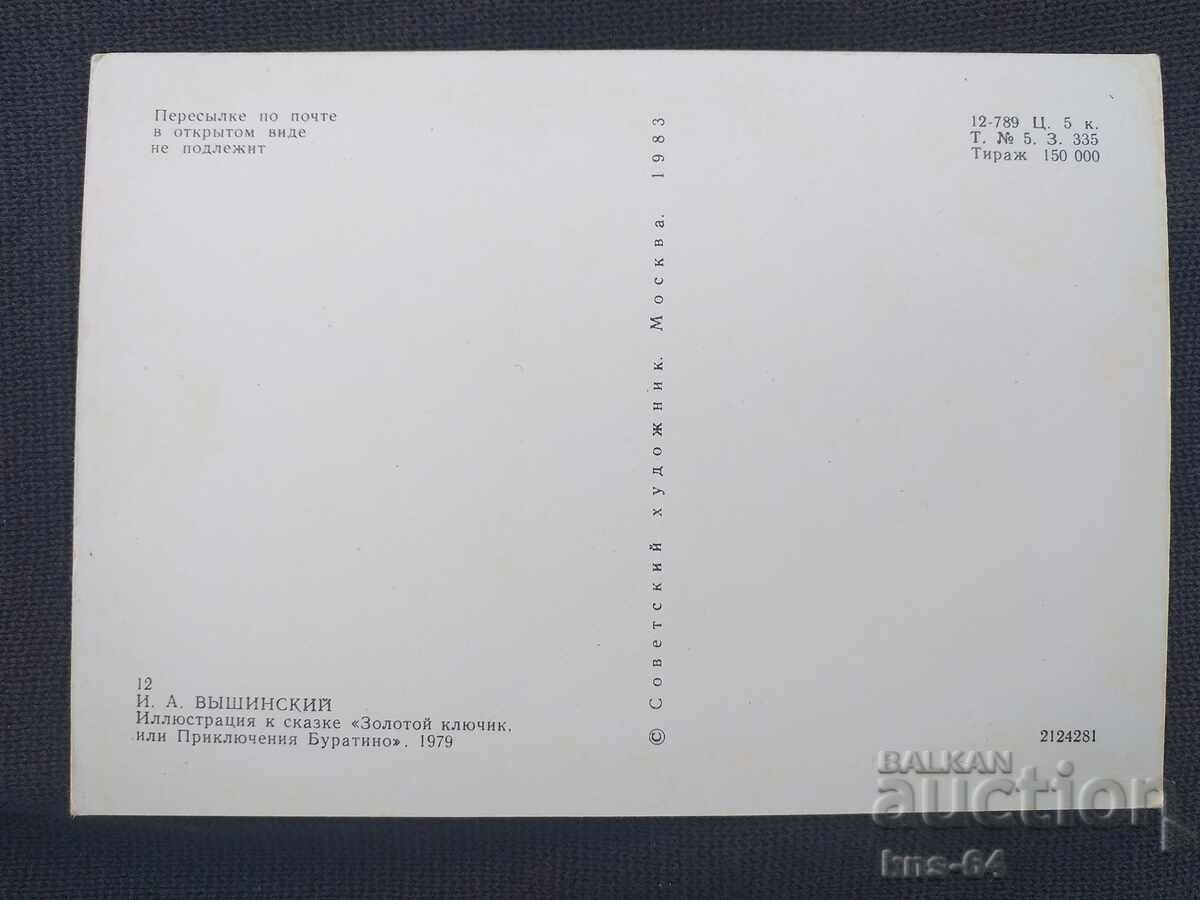 Пересылке по почте
в открытом виде
не подлежит
12-789 Ц. 5 к.
Т. № 5. З. 335
Тираж 150 000
© Советский художник. Москва. 1983
12
И. А. ВЫШИНСКИЙ
Иллюстрация к сказке «Золотой ключик,
или Приключения Буратино». 1979
2124281
BALKAN
auction
kns-64